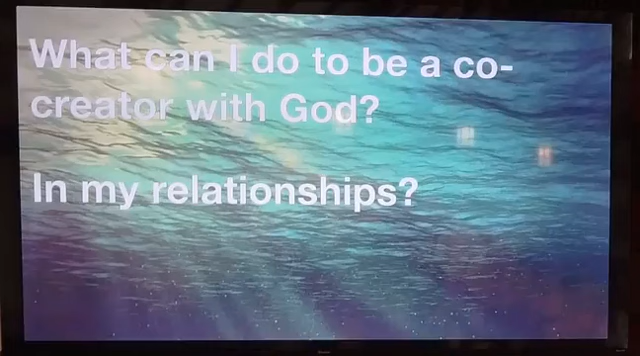 What can I do to be a co-
creator with God?
In my relationships?